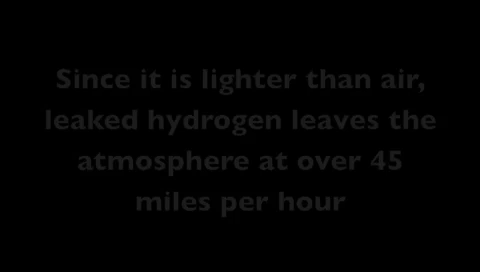 Since it is lighter than air,
leaked hydrogen leaves the
atmosphere at over 45
miles per hour